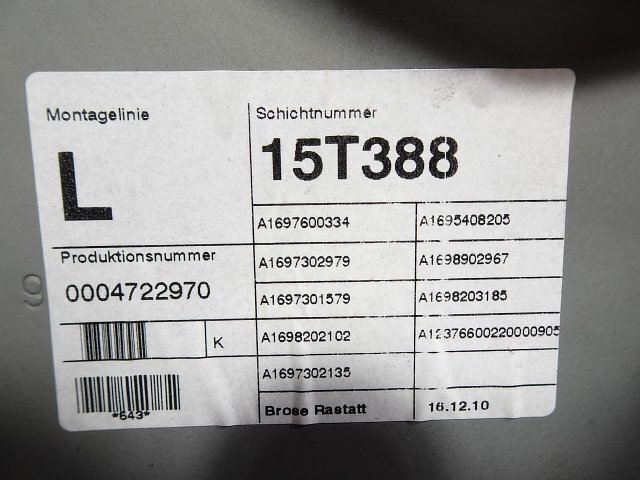 Montagelinie
L
Schichtnummer
15T388
Produktionsnummer
0004722970
K
*643*
A1697600334 A1695408205
A1697302979 A1698902967
A1697301579 A1698203185
A1698202102 A12376600220000905
A1697302135
Brose Rastatt 16.12.10
9